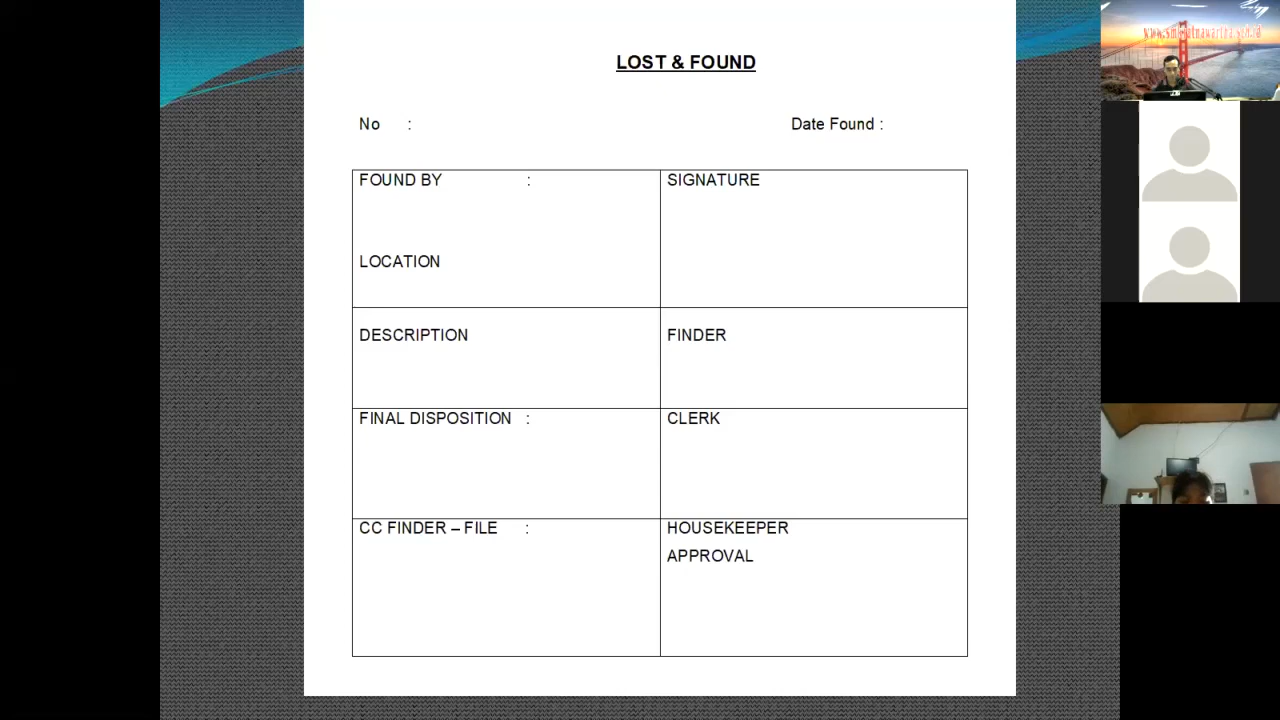 LOST & FOUND
No :
Date Found :
FOUND BY :
SIGNATURE
LOCATION
DESCRIPTION
FINDER
FINAL DISPOSITION :
CLERK
CC FINDER – FILE :
HOUSEKEEPER
APPROVAL